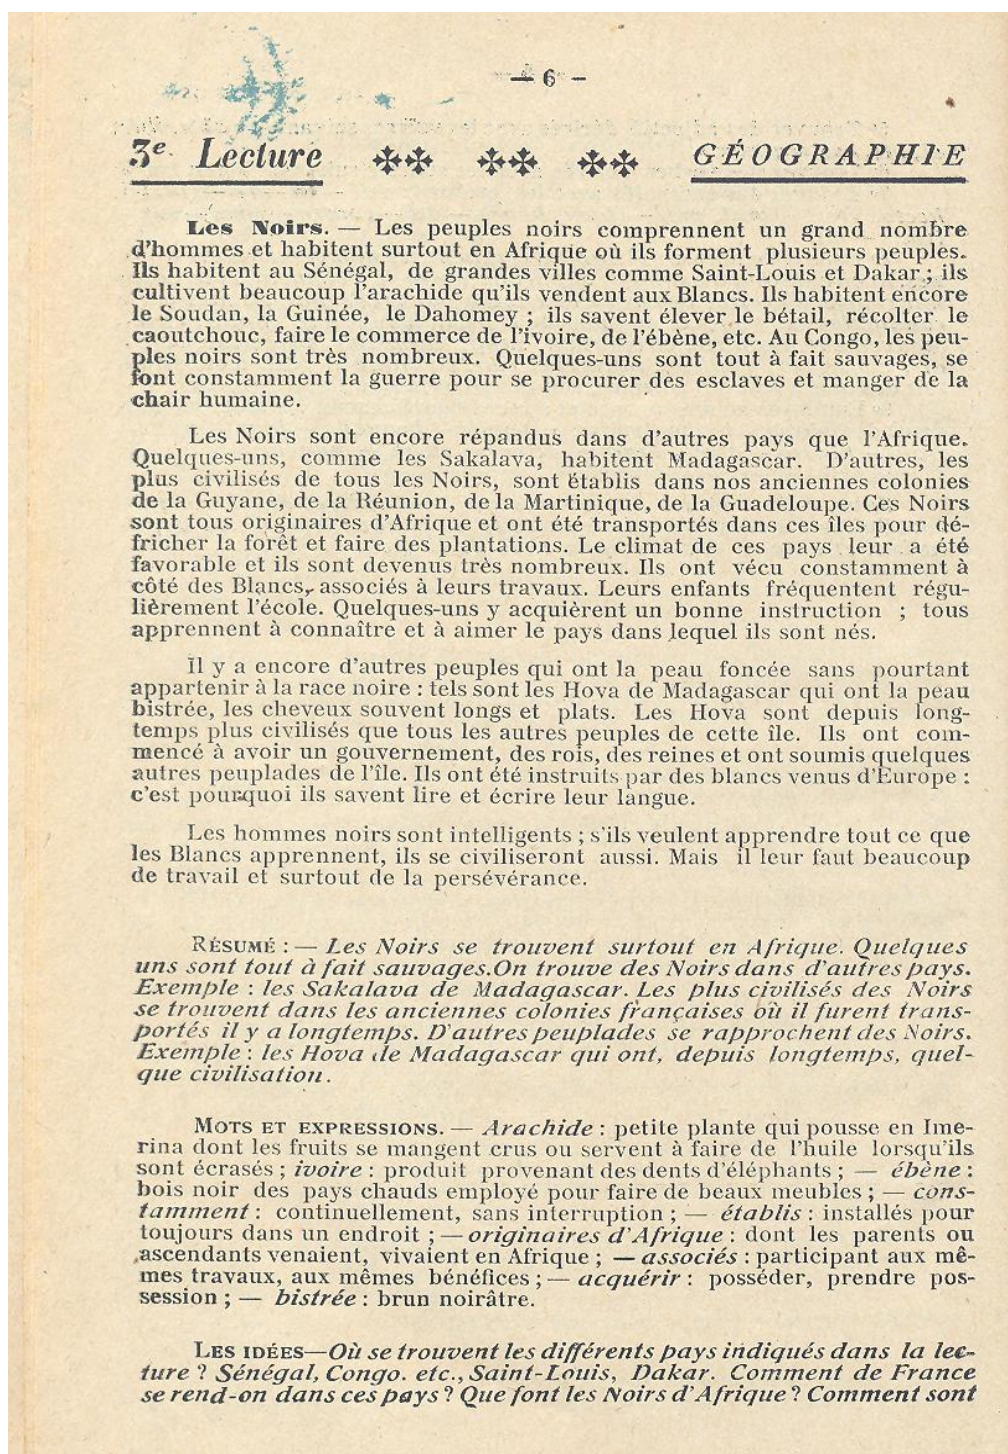 — 6 —
3e Lecture GÉOGRAPHIE
Les Noirs. — Les peuples noirs comprennent un grand nombre
d'hommes et habitent surtout en Afrique où ils forment plusieurs peuples.
Ils habitent au Sénégal, de grandes villes comme Saint-Louis et Dakar ; ils
cultivent beaucoup l'arachide qu'ils vendent aux Blancs. Ils habitent encore
le Soudan, la Guinée, le Dahomey ; ils savent élever le bétail, récolter le
caoutchouc, faire le commerce de l'ivoire, de l'ébène, etc. Au Congo, les peu-
ples noirs sont très nombreux. Quelques-uns sont tout à fait sauvages, se
font constamment la guerre pour se procurer des esclaves et manger de la
chair humaine.
Les Noirs sont encore répandus dans d'autres pays que l'Afrique.
Quelques-uns, comme les Sakalava, habitent Madagascar. D'autres, les
plus civilisés de tous les Noirs, sont établis dans nos anciennes colonies
de la Guyane, de la Réunion, de la Martinique, de la Guadeloupe. Ces Noirs
sont tous originaires d'Afrique et ont été transportés dans ces îles pour dé-
fricher la forêt et faire des plantations. Le climat de ces pays leur a été
favorable et ils sont devenus très nombreux. Ils ont vécu constamment à
côté des Blancs, associés à leurs travaux. Leurs enfants fréquentent régu-
lièrement l'école. Quelques-uns y acquièrent un bonne instruction ; tous
apprennent à connaître et à aimer le pays dans lequel ils sont nés.
Il y a encore d'autres peuples qui ont la peau foncée sans pourtant
appartenir à la race noire : tels sont les Hova de Madagascar qui ont la peau
bistrée, les cheveux souvent longs et plats. Les Hova sont depuis long-
temps plus civilisés que tous les autres peuples de cette île. Ils ont com-
mencé à avoir un gouvernement, des rois, des reines et ont soumis quelques
autres peuplades de l'île. Ils ont été instruits par des blancs venus d'Europe :
c'est pourquoi ils savent lire et écrire leur langue.
Les hommes noirs sont intelligents ; s'ils veulent apprendre tout ce que
les Blancs apprennent, ils se civiliseront aussi. Mais il leur faut beaucoup
de travail et surtout de la persévérance.
RÉSUMÉ : — Les Noirs se trouvent surtout en Afrique. Quelques
uns sont tout à fait sauvages.On trouve des Noirs dans d'autres pays.
Exemple : les Sakalava de Madagascar. Les plus civilisés des Noirs
se trouvent dans les anciennes colonies françaises où il furent trans-
portés il y a longtemps. D'autres peuplades se rapprochent des Noirs.
Exemple : les Hova de Madagascar qui ont, depuis longtemps, quel-
que civilisation.
MOTS ET EXPRESSIONS. — Arachide : petite plante qui pousse en Ime-
rina dont les fruits se mangent crus ou servent à faire de l'huile lorsqu'ils
sont écrasés ; ivoire : produit provenant des dents d'éléphants ; — ébène :
bois noir des pays chauds employé pour faire de beaux meubles ; — cons-
tamment : continuellement, sans interruption ; — établis : installés pour
toujours dans un endroit ; — originaires d'Afrique : dont les parents ou
ascendants venaient, vivaient en Afrique ; — associés : participant aux mê-
mes travaux, aux mêmes bénéfices ; — acquérir : posséder, prendre pos-
session ; — bistrée : brun noirâtre.
LES IDÉES—Où se trouvent les différents pays indiqués dans la lec-
ture ? Sénégal, Congo. etc., Saint-Louis, Dakar. Comment de France
se rend-on dans ces pays ? Que font les Noirs d'Afrique ? Comment sont